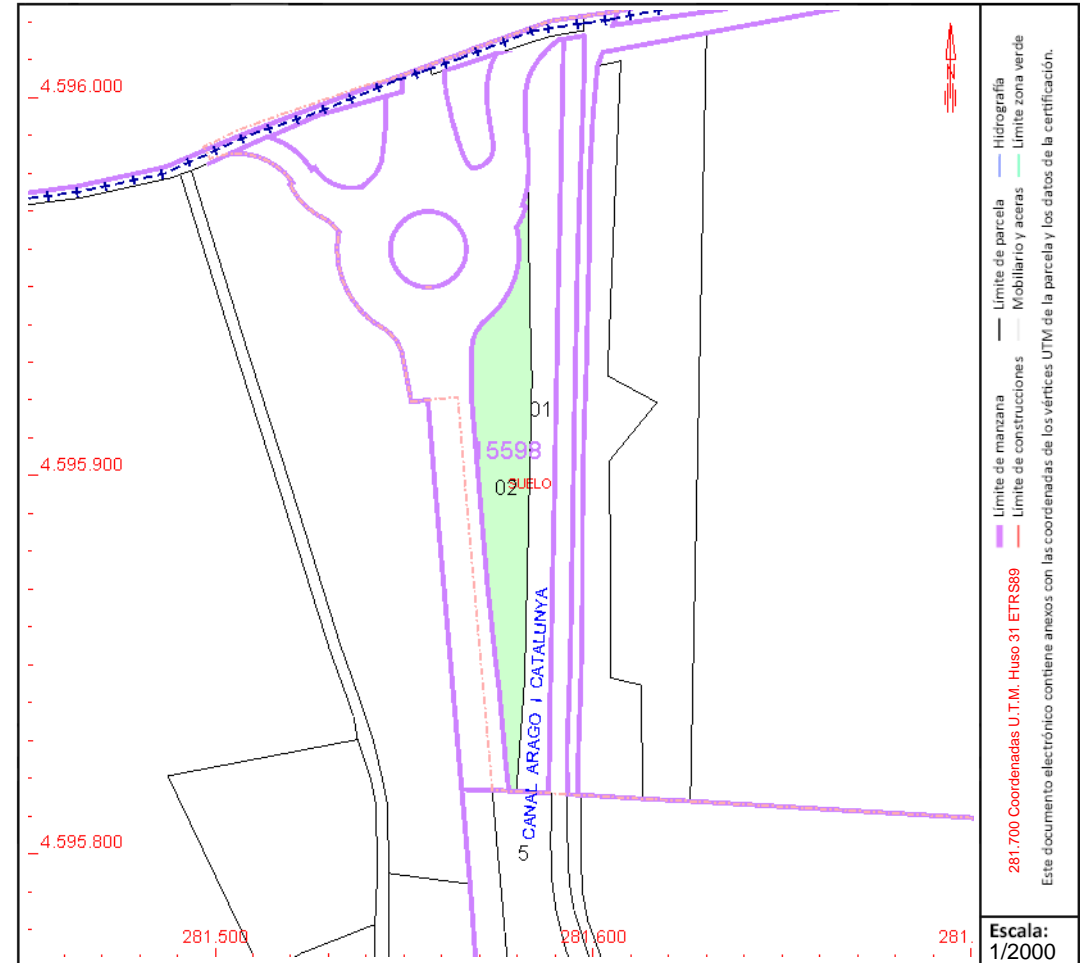 4.596.000
01
5598
4.595.900
02
SUELO
CANAL ARAGO I CATALUNYA
4.595.800
5
281.500
281.600
281.
N
Límite de manzana
Límite de parcela
Hidrografía
Límite de construcciones
Mobiliario y aceras
Límite zona verde
281.700 Coordenadas U.T.M. Huso 31 ETRS89
Este documento electrónico contiene anexos con las coordenadas de los vértices UTM de la parcela y los datos de la certificación.
Escala:
1/2000